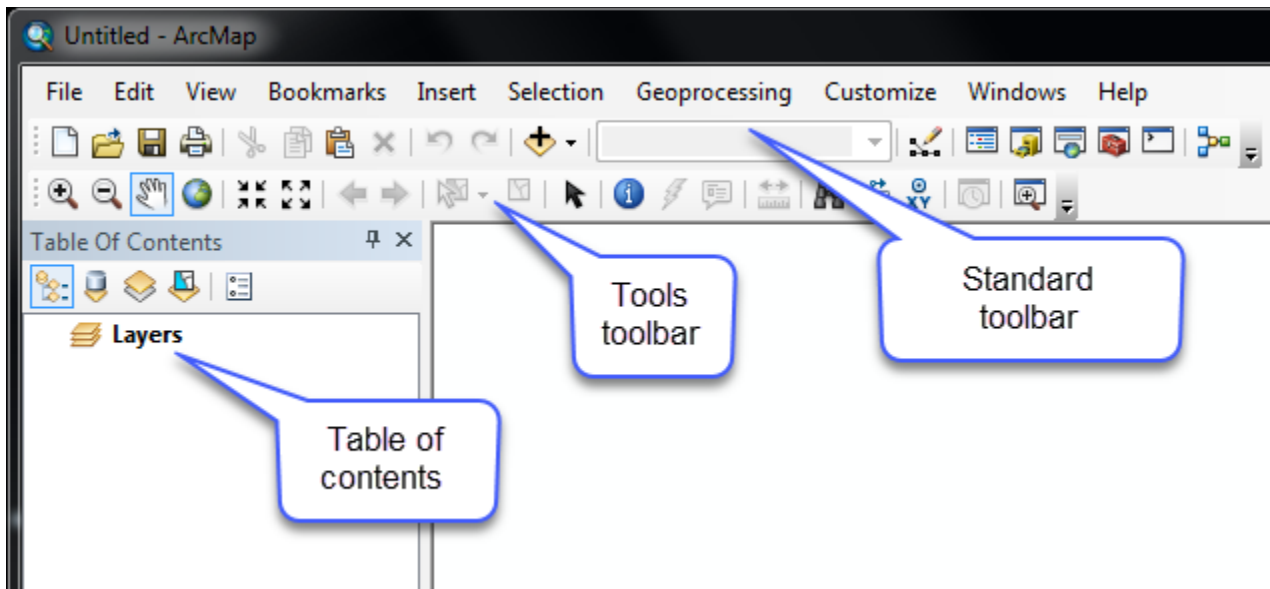 Untitled - ArcMap
File Edit View Bookmarks Insert Selection Geoprocessing Customize Windows Help
XY
Table Of Contents
Layers
Tools
toolbar
Standard
toolbar
Table of
contents